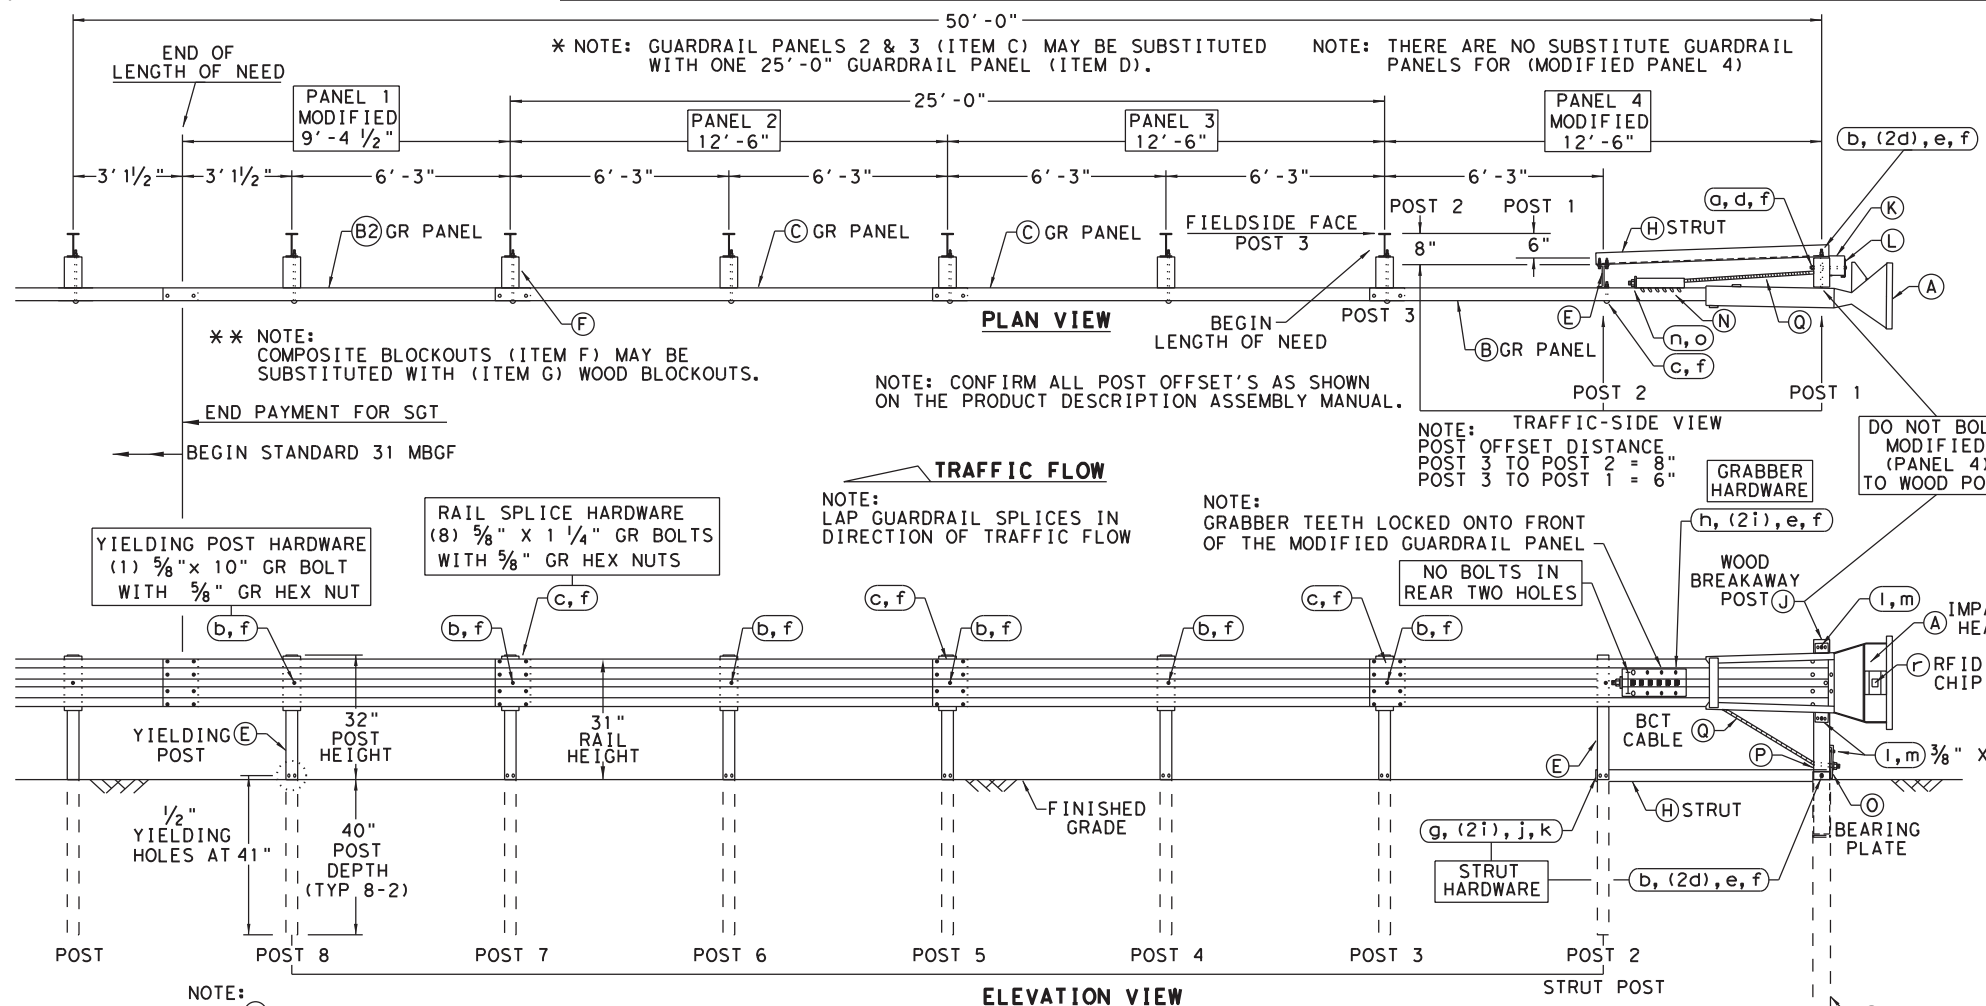 50'-0"
* NOTE: GUARDRAIL PANELS 2 & 3 (ITEM C) MAY BE SUBSTITUTED
WITH ONE 25'-0" GUARDRAIL PANEL (ITEM D).
NOTE: THERE ARE NO SUBSTITUTE GUARDRAIL
PANELS FOR (MODIFIED PANEL 4)
END OF
LENGTH OF NEED
25'-0"
PANEL 1
MODIFIED
9'-4 1/2"
PANEL 2
12'-6"
PANEL 3
12'-6"
PANEL 4
MODIFIED
12'-6"
b, (2d), e, f
3' 1 1/2"
3' 1 1/2"
6'-3"
6'-3"
6'-3"
6'-3"
6'-3"
6'-3"
POST 2
POST 1
a, d, f
K
B2 GR PANEL
C GR PANEL
C GR PANEL
FIELDSIDE FACE
POST 3
8"
6"
H STRUT
L
A
F
PLAN VIEW
BEGIN
LENGTH OF NEED
POST 3
E
N
Q
n, o
c, f
B GR PANEL
** NOTE:
COMPOSITE BLOCKOUTS (ITEM F) MAY BE
SUBSTITUTED WITH (ITEM G) WOOD BLOCKOUTS.
NOTE: CONFIRM ALL POST OFFSET'S AS SHOWN
ON THE PRODUCT DESCRIPTION ASSEMBLY MANUAL.
POST 2
POST 1
END PAYMENT FOR SGT
BEGIN STANDARD 31 MBGF
TRAFFIC-SIDE VIEW
NOTE:
POST OFFSET DISTANCE
POST 3 TO POST 2 = 8"
POST 3 TO POST 1 = 6"
DO NOT BOL
MODIFIED
(PANEL 4)
TO WOOD PO
TRAFFIC FLOW
NOTE:
LAP GUARDRAIL SPLICES IN
DIRECTION OF TRAFFIC FLOW
NOTE:
GRABBER TEETH LOCKED ONTO FRONT
OF THE MODIFIED GUARDRAIL PANEL
GRABBER
HARDWARE
h, (2i), e, f
YIELDING POST HARDWARE
(1) 5/8"x 10" GR BOLT
WITH 5/8" GR HEX NUT
RAIL SPLICE HARDWARE
(8) 5/8" X 1 1/4" GR BOLTS
WITH 5/8" GR HEX NUTS
NO BOLTS IN
REAR TWO HOLES
WOOD
BREAKAWAY
POST J
l, m
A IMPA
HEA
r RFID
CHIP
b, f
b, f
c, f
b, f
c, f
b, f
b, f
c, f
b, f
YIELDING E
POST
32"
POST
HEIGHT
31"
RAIL
HEIGHT
BCT
CABLE Q
E
P
l, m 3/8" X
1/2"
YIELDING
HOLES AT 41"
40"
POST
DEPTH
(TYP 8-2)
FINISHED
GRADE
H STRUT
O
BEARING
PLATE
g, (2i), j, k
STRUT
HARDWARE
b, (2d), e, f
POST
POST 8
POST 7
POST 6
POST 5
POST 4
POST 3
POST 2
STRUT POST
NOTE:
ELEVATION VIEW